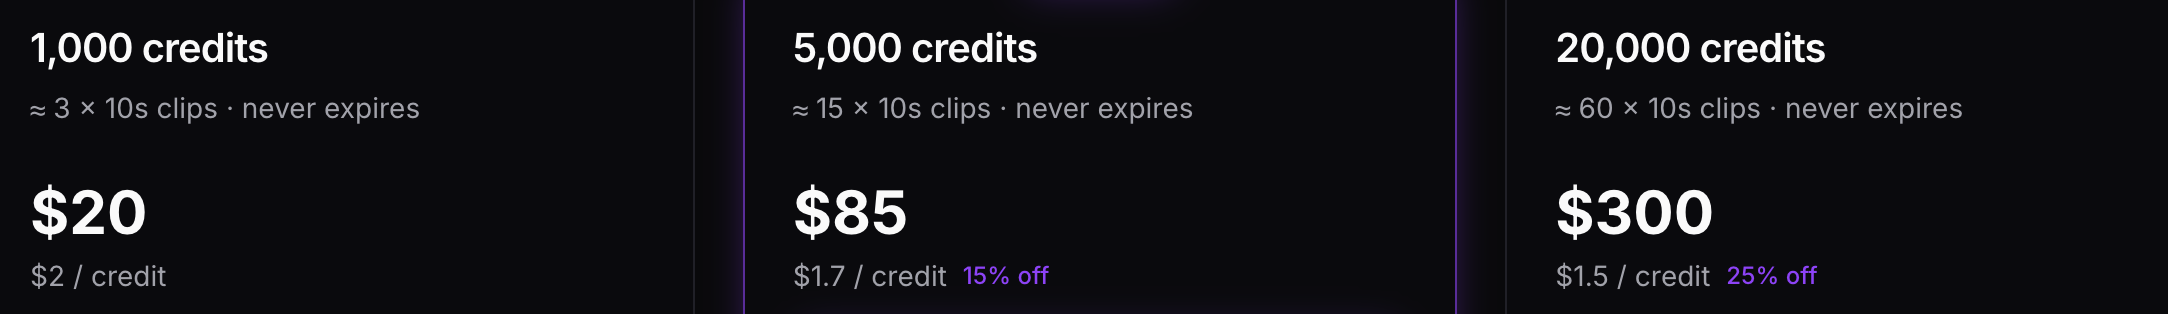 1,000 credits
≈ 3 × 10s clips · never expires
$20
$2 / credit
5,000 credits
≈ 15 × 10s clips · never expires
$85
$1.7 / credit 15% off
20,000 credits
≈ 60 × 10s clips · never expires
$300
$1.5 / credit 25% off